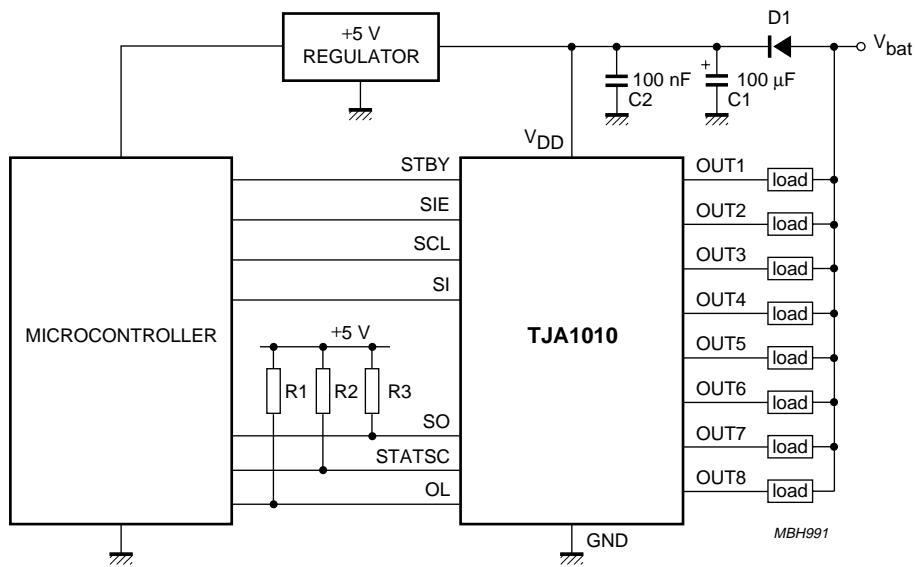 D1
+5 V
REGULATOR
Vbat
+
100 nF
C2
100 µF
C1
VDD
STBY
OUT1
load
SIE
OUT2
load
SCL
OUT3
load
SI
OUT4
load
MICROCONTROLLER
+5 V
TJA1010
OUT5
load
R1
R2
R3
OUT6
load
SO
OUT7
load
STATSC
OL
OUT8
load
GND
MBH991